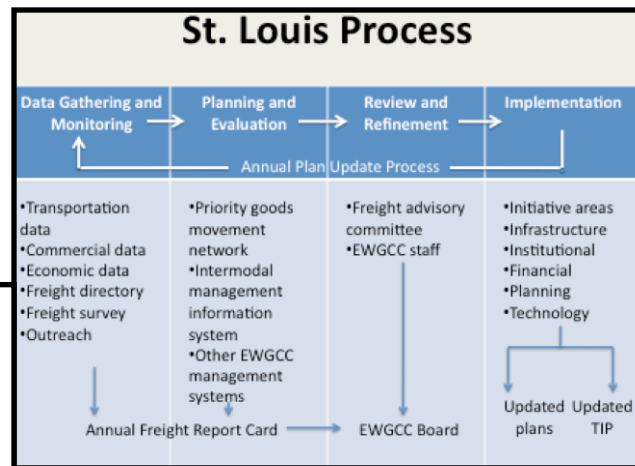 St. Louis Process
Data Gathering and
Monitoring
Planning and
Evaluation
Review and
Refinement
Implementation
Annual Plan Update Process
•Transportation
data
•Commercial data
•Economic data
•Freight directory
•Freight survey
•Outreach
•Priority goods
movement
network
•Intermodal
management
information
system
•Other EWGCC
management
systems
•Freight advisory
committee
•EWGCC staff
•Initiative areas
•Infrastructure
•Institutional
•Financial
•Planning
•Technology
Annual Freight Report Card
EWGCC Board
Updated
plans
Updated
TIP